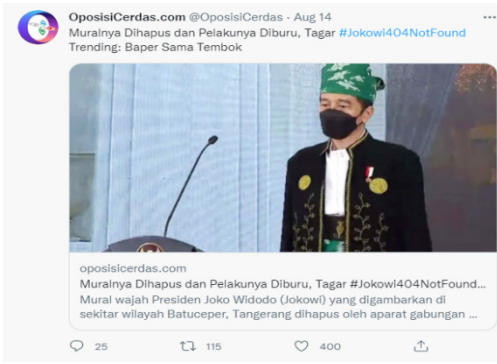 OposisiCerdas.com @OposisiCerdas · Aug 14
Muralnya Dihapus dan Pelakunya Diburu, Tagar #Jokowi404NotFound
Trending: Baper Sama Tembok
oposisicerdas.com
Muralnya Dihapus dan Pelakunya Diburu, Tagar #Jokowi404NotFound...
Mural wajah Presiden Joko Widodo (Jokowi) yang digambarkan di
sekitar wilayah Batuceper, Tangerang dihapus oleh aparat gabungan ...
25 115 400